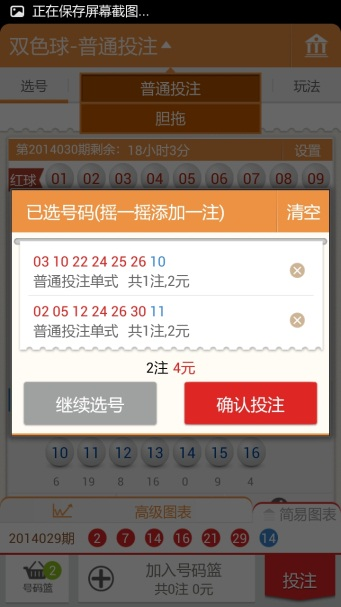 正在保存屏幕截图...
双色球-普通投注
选号
玩法
普通投注
胆拖
第2014030期剩余：18小时3分
设置
红球 01 02 03 04 05 06 07 08 09
已选号码(摇一摇添加一注)
清空
03 10 22 24 25 26 10
普通投注单式 共1注,2元
02 05 12 24 26 30 11
普通投注单式 共1注,2元
2注 4元
继续选号
确认投注
10 11 12 13 14 15 16
6 19 8 16 0 9 4
高级图表
简易图表
2014029期 2 7 14 16 21 29 14
2
号码篮
加入号码篮
共0注 0元
投注